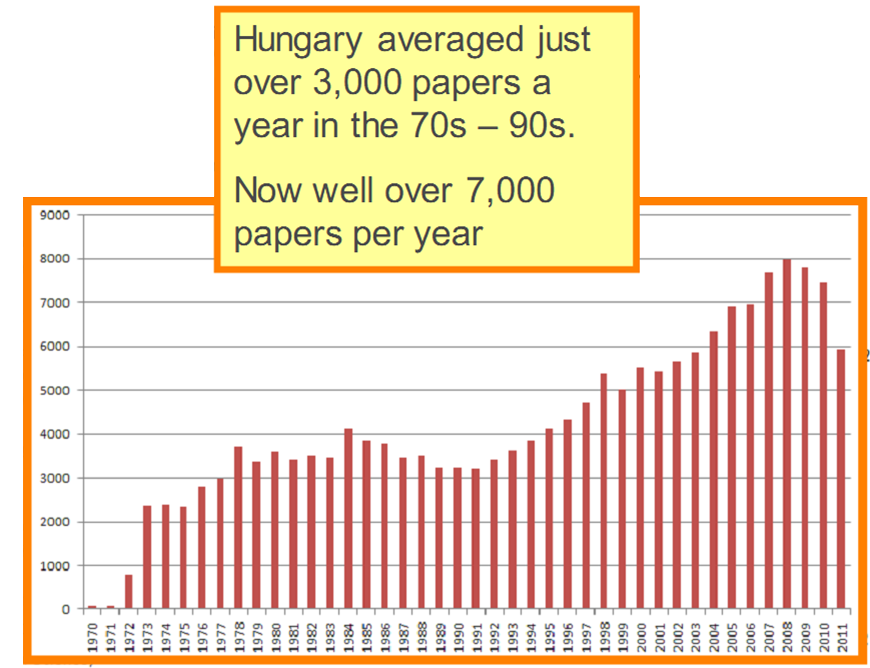 Hungary averaged just
over 3,000 papers a
year in the 70s – 90s.
Now well over 7,000
papers per year
9000
8000
7000
6000
5000
4000
3000
2000
1000
0
1970 1971 1972 1973 1974 1975 1976 1977 1978 1979 1980 1981 1982 1983 1984 1985 1986 1987 1988 1989 1990 1991 1992 1993 1994 1995 1996 1997 1998 1999 2000 2001 2002 2003 2004 2005 2006 2007 2008 2009 2010 2011